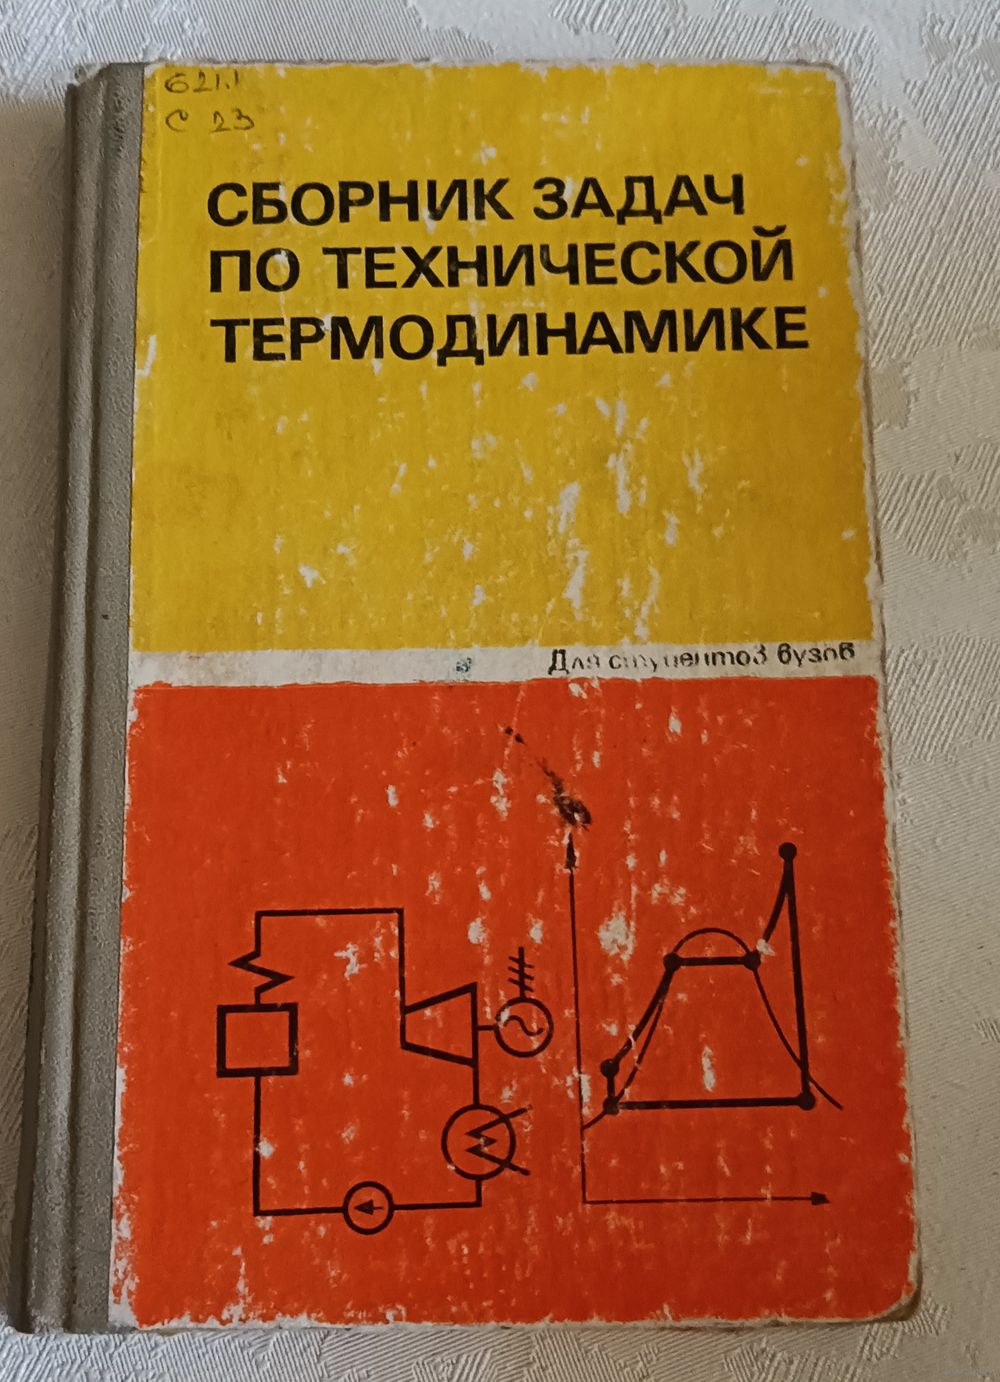 621.1
С 23
СБОРНИК ЗАДАЧ
ПО ТЕХНИЧЕСКОЙ
ТЕРМОДИНАМИКЕ
Для студентов вузов